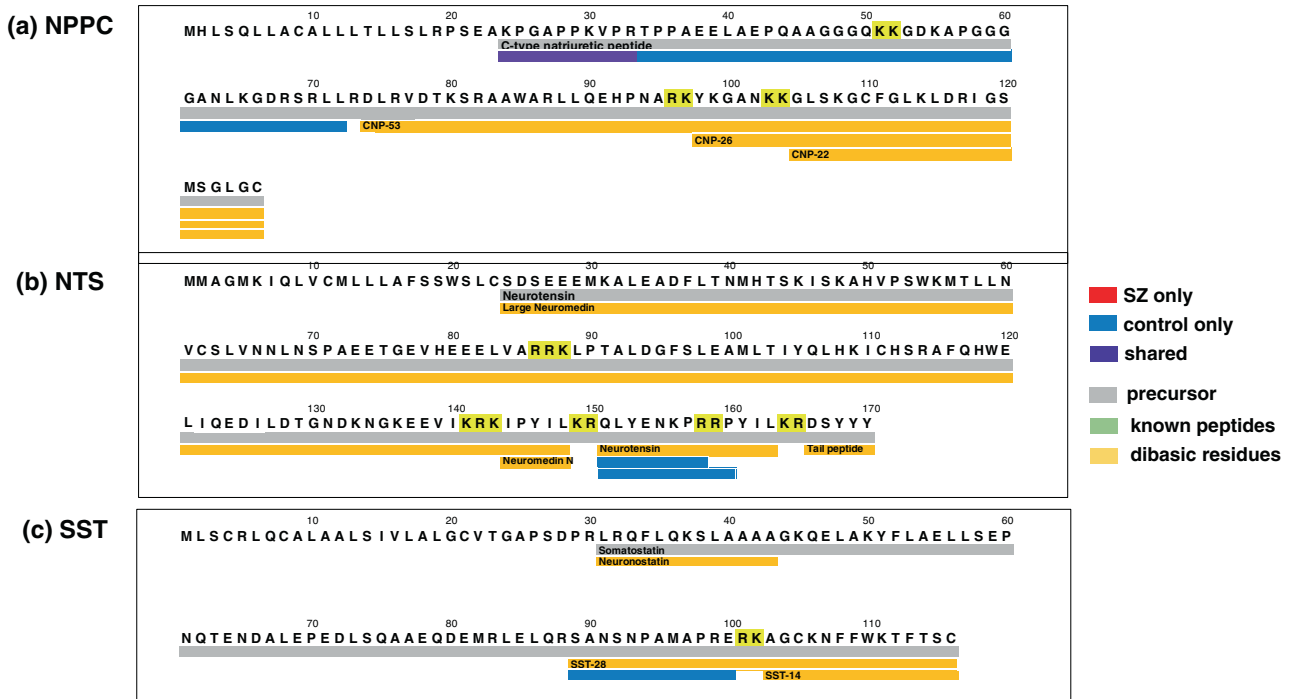 (a) NPPC
10 20 30 40 50 60
MHLSQLLACALLLTLLSLRPSEAKPGAPPKVPRTPPAEELAEPQAAGGGQKKGDKAPGGG
C-type natriuretic peptide
70 80 90 100 110 120
GANLKGDRSRLLRDLRVDTKSRAAWARLLQEHPNARKYKGANKKGLSKGCFGLKLDRIGS
CNP-53
CNP-26
CNP-22
MSGLGC
(b) NTS
10 20 30 40 50 60
MMAGMKIQLVCMLLLAFSSWSLCSDSEEEMKALEADFLTNMHTSKISKAHVPSWKMTLLN
Neurotensin
Large Neuromedin
70 80 90 100 110 120
VCSLVNNLNSPAEETGEVHEEELVARRKLPTALDGFSLEAMLTIYQLHKICHSRAFQHWE
130 140 150 160 170
LIQEDILDTGNDKNGKEEVIKRKIPYILKRQLYENKPRRPYILKRDSYYY
Neurotensin Tail peptide
Neuromedin N
(c) SST
10 20 30 40 50 60
MLSCRLQCALAALSIVLALGCVTGAPSDPRLRQFLQKSLAAAAGKQELAKYFLAELLSEP
Somatostatin
Neuronostatin
70 80 90 100 110
NQTENDALEPEDLSQAAEQDEMRLELQRSANSNPAMAPRERKAGCKNFFWKTFTSC
SST-28
SST-14
SZ only
control only
shared
precursor
known peptides
dibasic residues